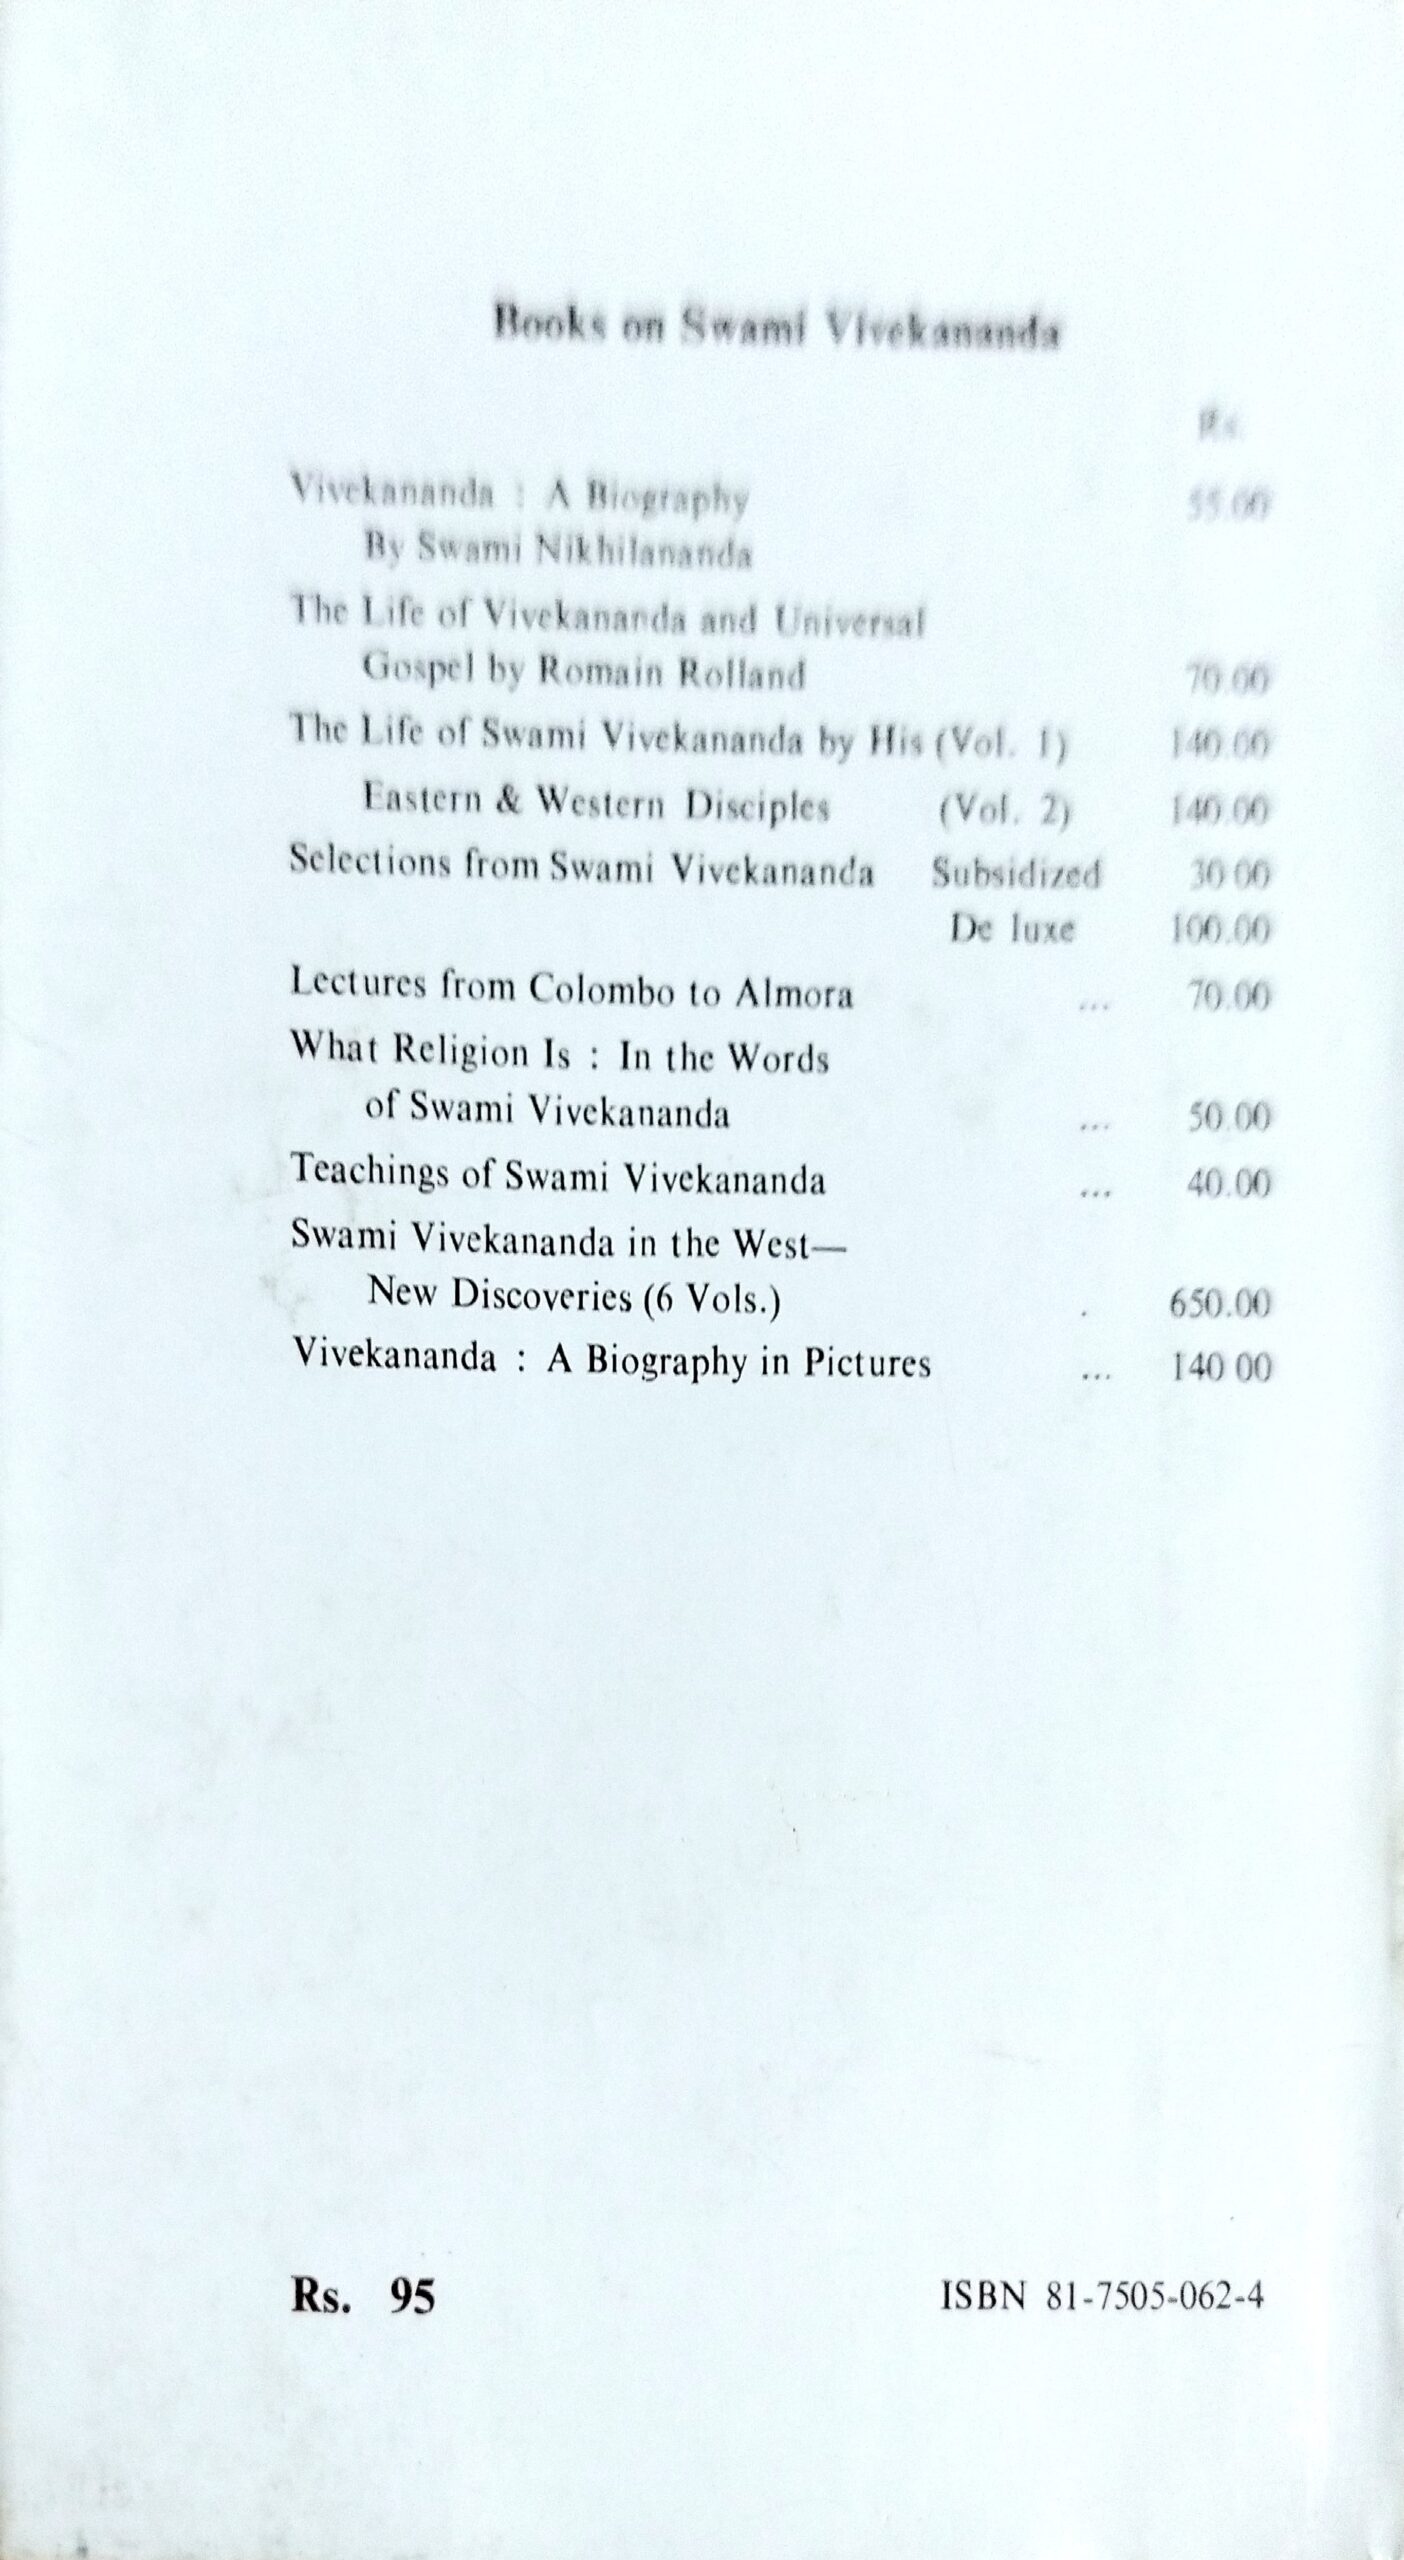 Books on Swami Vivekananda
Rs.
Vivekananda : A Biography 55.00
By Swami Nikhilananda
The Life of Vivekananda and Universal
Gospel by Romain Rolland 70.00
The Life of Swami Vivekananda by His (Vol. 1) 140.00
Eastern & Western Disciples (Vol. 2) 140.00
Selections from Swami Vivekananda Subsidized 30 00
De luxe 100.00
Lectures from Colombo to Almora ... 70.00
What Religion Is : In the Words
of Swami Vivekananda ... 50.00
Teachings of Swami Vivekananda ... 40.00
Swami Vivekananda in the West—
New Discoveries (6 Vols.) . 650.00
Vivekananda : A Biography in Pictures ... 140 00
Rs. 95 ISBN 81-7505-062-4